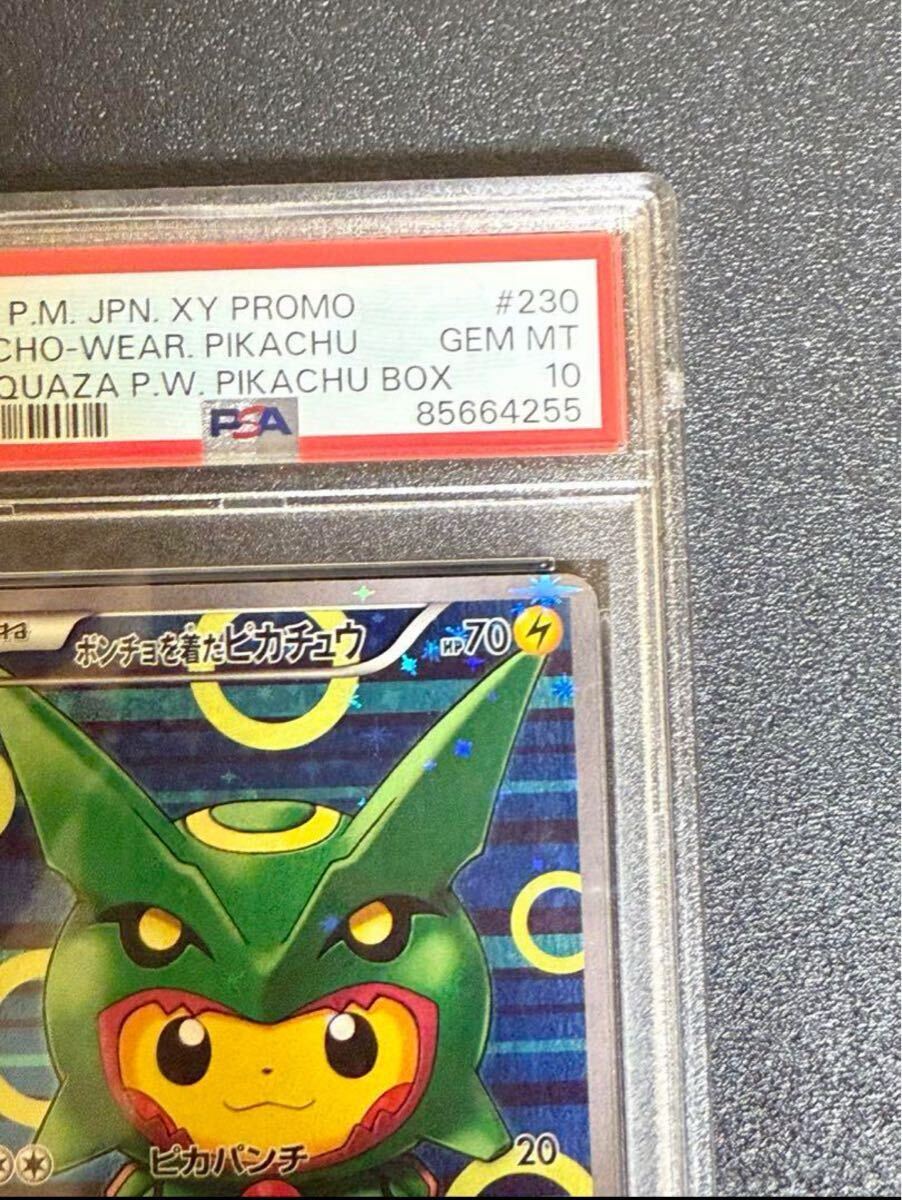 P.M. JPN. XY PROMO #230
CHO-WEAR. PIKACHU GEM MT
QUAZA P.W. PIKACHU BOX 10
PSA 85664255
ね ポンチョを着たピカチュウ HP70
ピカパンチ 20